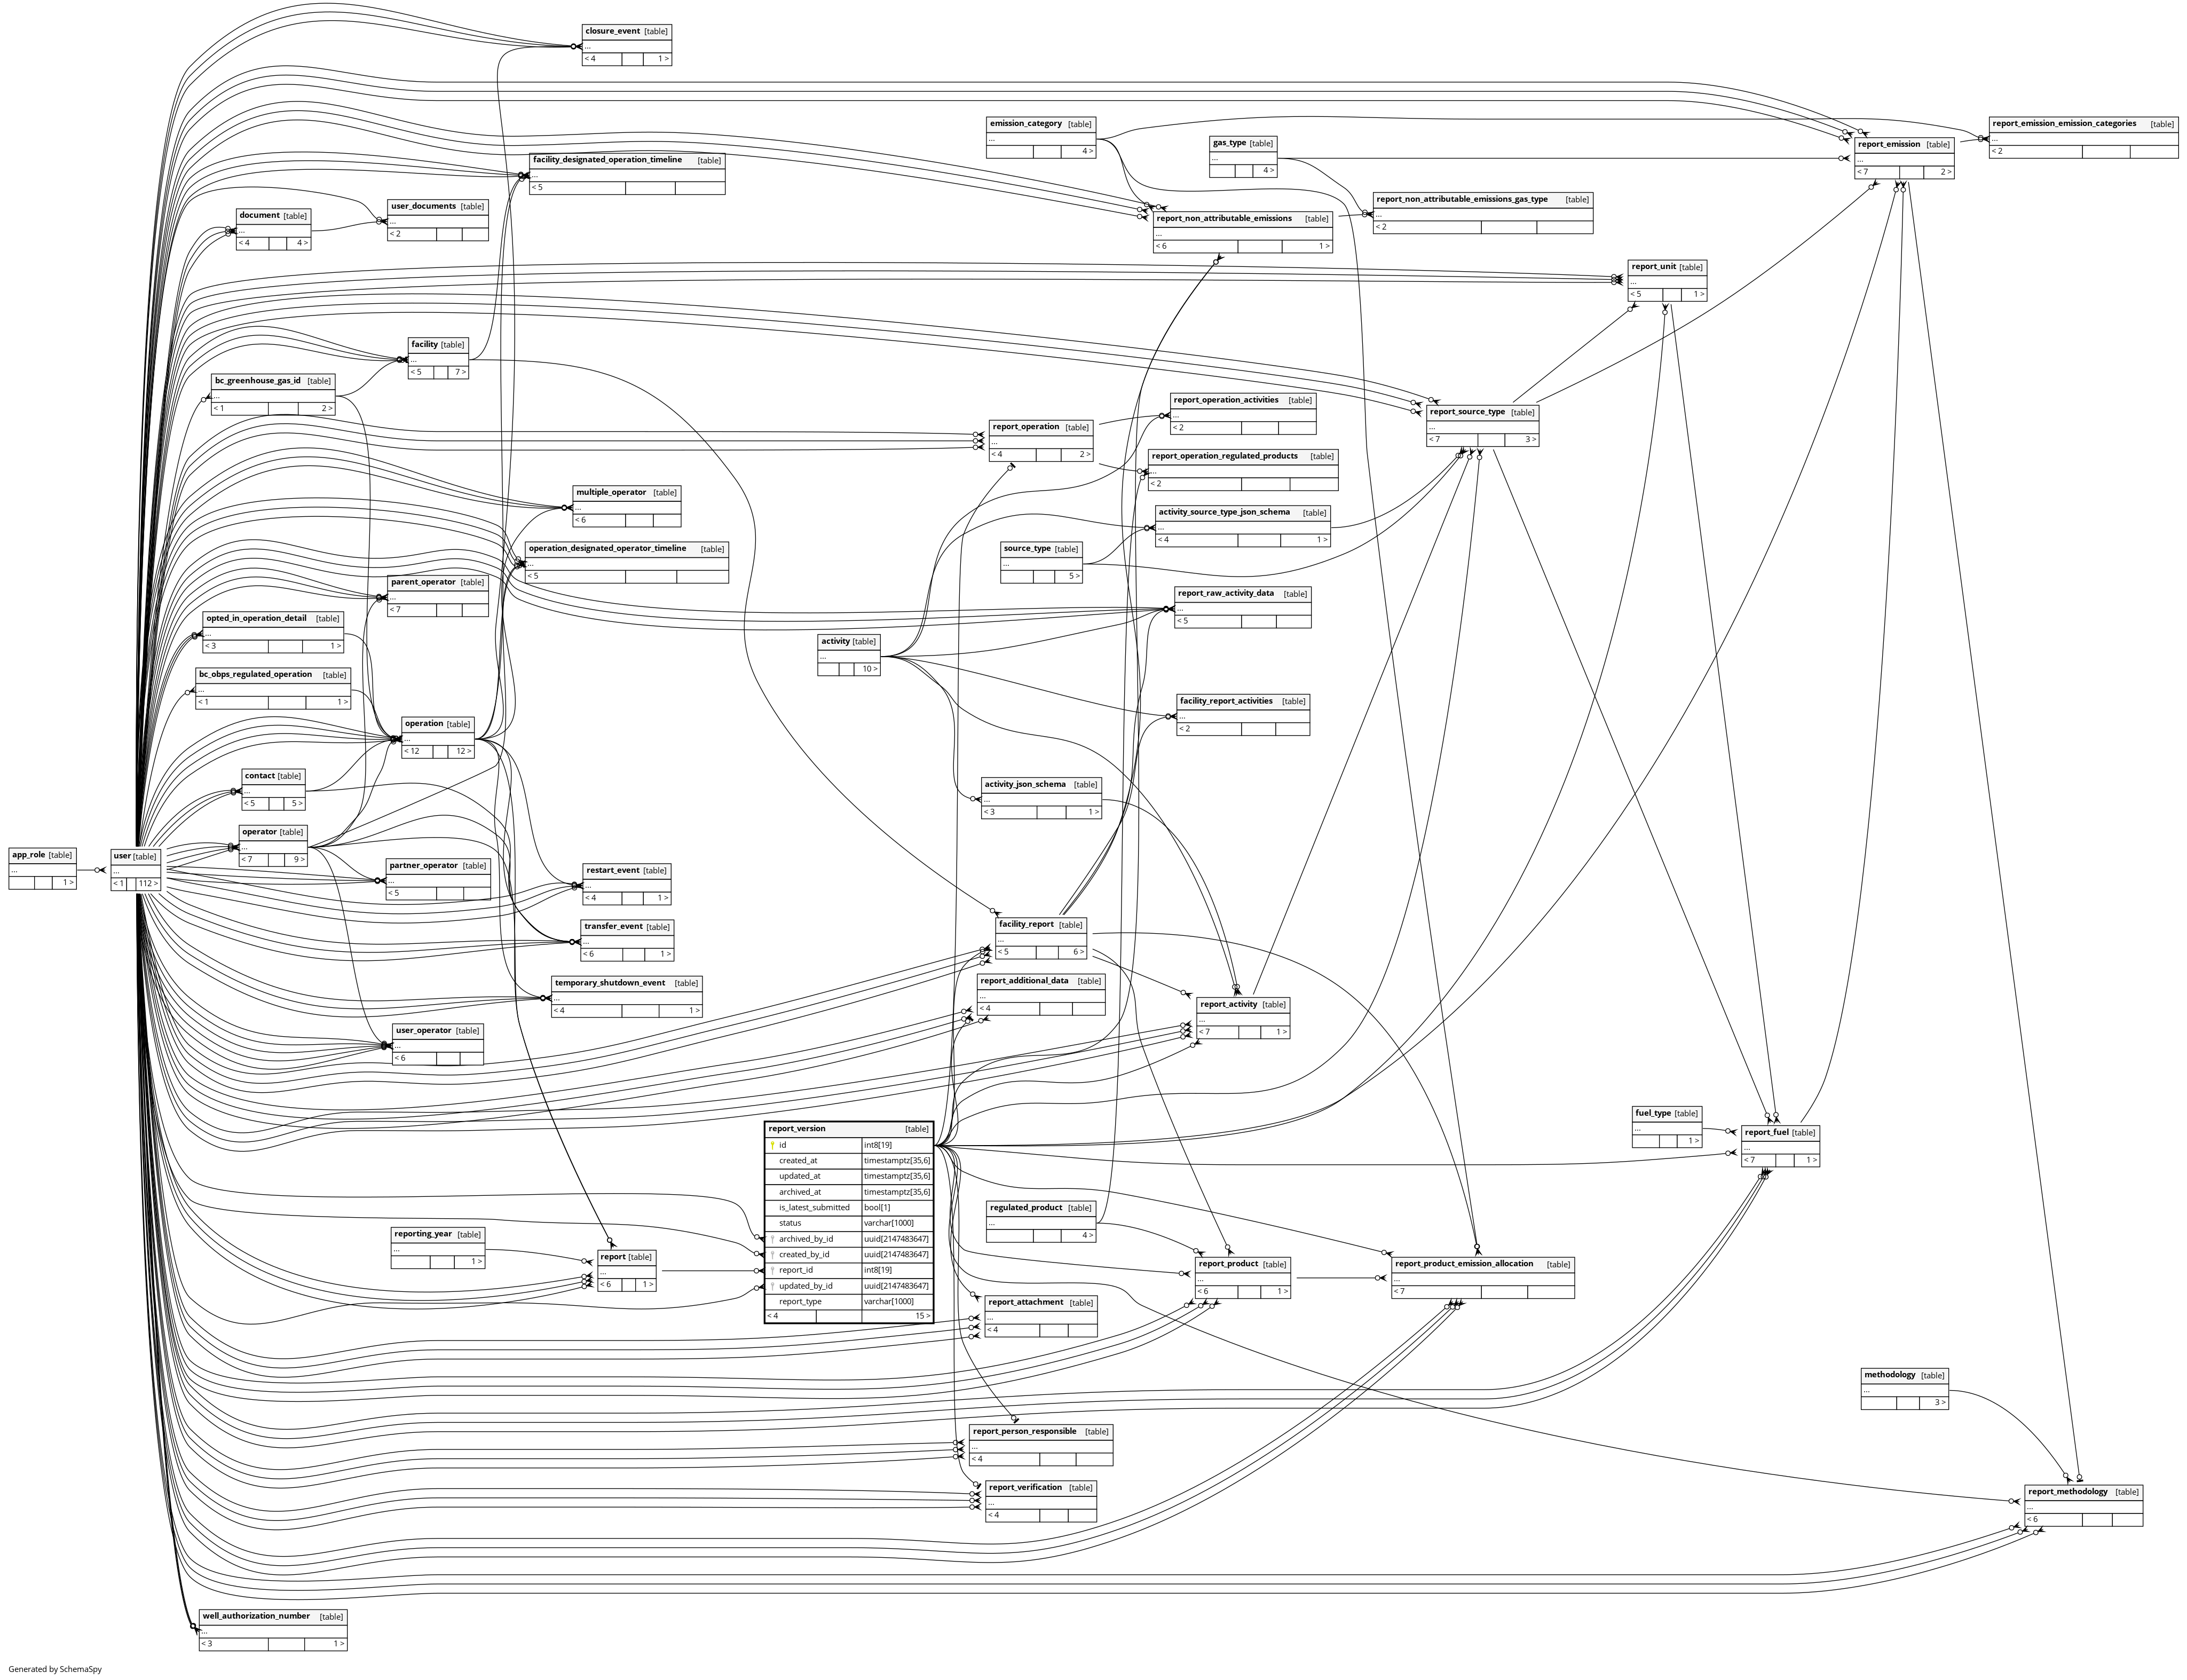 closure_event [table]
...
< 4 1 >
emission_category [table]
...
4 >
report_emission_emission_categories [table]
...
< 2
gas_type [table]
...
4 >
report_emission [table]
...
< 7 2 >
facility_designated_operation_timeline [table]
...
< 5
user_documents [table]
...
< 2
report_non_attributable_emissions_gas_type [table]
...
< 2
document [table]
...
< 4 4 >
report_non_attributable_emissions [table]
...
< 6 1 >
report_unit [table]
...
< 5 1 >
facility [table]
...
< 5 7 >
bc_greenhouse_gas_id [table]
...
< 1 2 >
report_operation_activities [table]
...
< 2
report_source_type [table]
...
< 7 3 >
report_operation [table]
...
< 4 2 >
report_operation_regulated_products [table]
...
< 2
multiple_operator [table]
...
< 6
activity_source_type_json_schema [table]
...
< 4 1 >
operation_designated_operator_timeline [table]
...
< 5
source_type [table]
...
5 >
parent_operator [table]
...
< 7
report_raw_activity_data [table]
...
< 5
opted_in_operation_detail [table]
...
< 3 1 >
activity [table]
...
10 >
bc_obps_regulated_operation [table]
...
< 1 1 >
facility_report_activities [table]
...
< 2
operation [table]
...
< 12 12 >
contact [table]
...
< 5 5 >
activity_json_schema [table]
...
< 3 1 >
operator [table]
...
< 7 9 >
app_role [table]
...
1 >
user [table]
...
< 1 112 >
partner_operator [table]
...
< 5
restart_event [table]
...
< 4 1 >
transfer_event [table]
...
< 6 1 >
facility_report [table]
...
< 5 6 >
temporary_shutdown_event [table]
...
< 4 1 >
report_additional_data [table]
...
< 4
report_activity [table]
...
< 7 1 >
user_operator [table]
...
< 6
fuel_type [table]
...
1 >
report_fuel [table]
...
< 7 1 >
report_version [table]
id int8[19]
created_at timestamptz[35,6]
updated_at timestamptz[35,6]
archived_at timestamptz[35,6]
is_latest_submitted bool[1]
status varchar[1000]
archived_by_id uuid[2147483647]
created_by_id uuid[2147483647]
report_id int8[19]
updated_by_id uuid[2147483647]
report_type varchar[1000]
< 4 15 >
regulated_product [table]
...
4 >
reporting_year [table]
...
1 >
report [table]
...
< 6 1 >
report_product [table]
...
< 6 1 >
report_product_emission_allocation [table]
...
< 7
report_attachment [table]
...
< 4
methodology [table]
...
3 >
report_person_responsible [table]
...
< 4
report_verification [table]
...
< 4
report_methodology [table]
...
< 6
well_authorization_number [table]
...
< 3 1 >
Generated by SchemaSpy